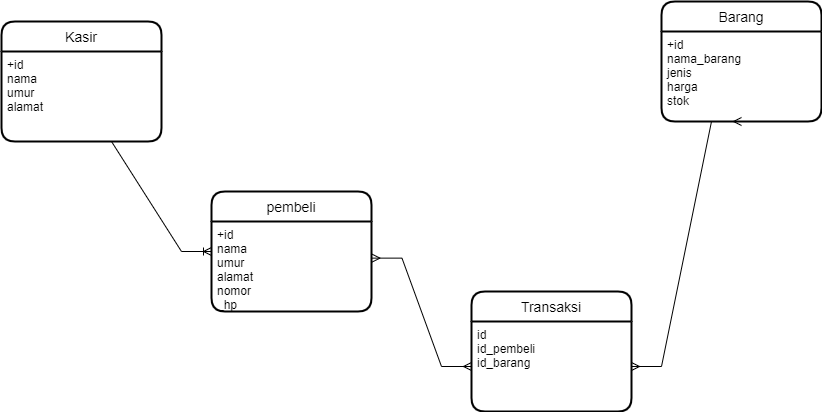 Kasir
+id
nama
umur
alamat
Barang
+id
nama_barang
jenis
harga
stok
pembeli
+id
nama
umur
alamat
nomor
hp
Transaksi
id
id_pembeli
id_barang